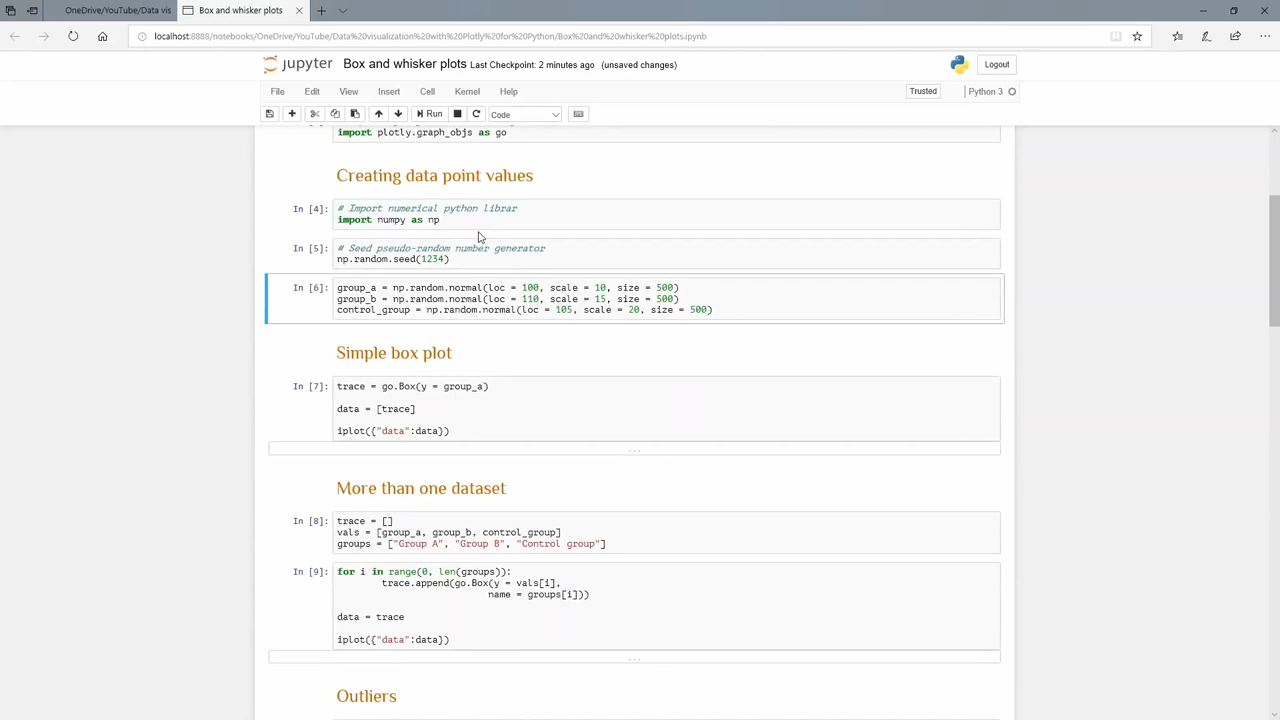 OneDrive/YouTube/Data vis
Box and whisker plots
localhost:8888/notebooks/OneDrive/YouTube/Data%20visualization%20with%20Plotly%20for%20Python/Box%20and%20whisker%20plots.ipynb
jupyter Box and whisker plots Last Checkpoint: 2 minutes ago (unsaved changes)
Logout
File Edit View Insert Cell Kernel Help
Trusted
Python 3
Run
Code
import plotly.graph_objs as go
Creating data point values
In [4]: # Import numerical python librar
import numpy as np
In [5]: # Seed pseudo-random number generator
np.random.seed(1234)
In [6]: group_a = np.random.normal(loc = 100, scale = 10, size = 500)
group_b = np.random.normal(loc = 110, scale = 15, size = 500)
control_group = np.random.normal(loc = 105, scale = 20, size = 500)
Simple box plot
In [7]: trace = go.Box(y = group_a)
data = [trace]
iplot({"data":data})
...
More than one dataset
In [8]: trace = []
vals = [group_a, group_b, control_group]
groups = ["Group A", "Group B", "Control group"]
In [9]: for i in range(0, len(groups)):
trace.append(go.Box(y = vals[i],
name = groups[i]))
data = trace
iplot({"data":data})
...
Outliers